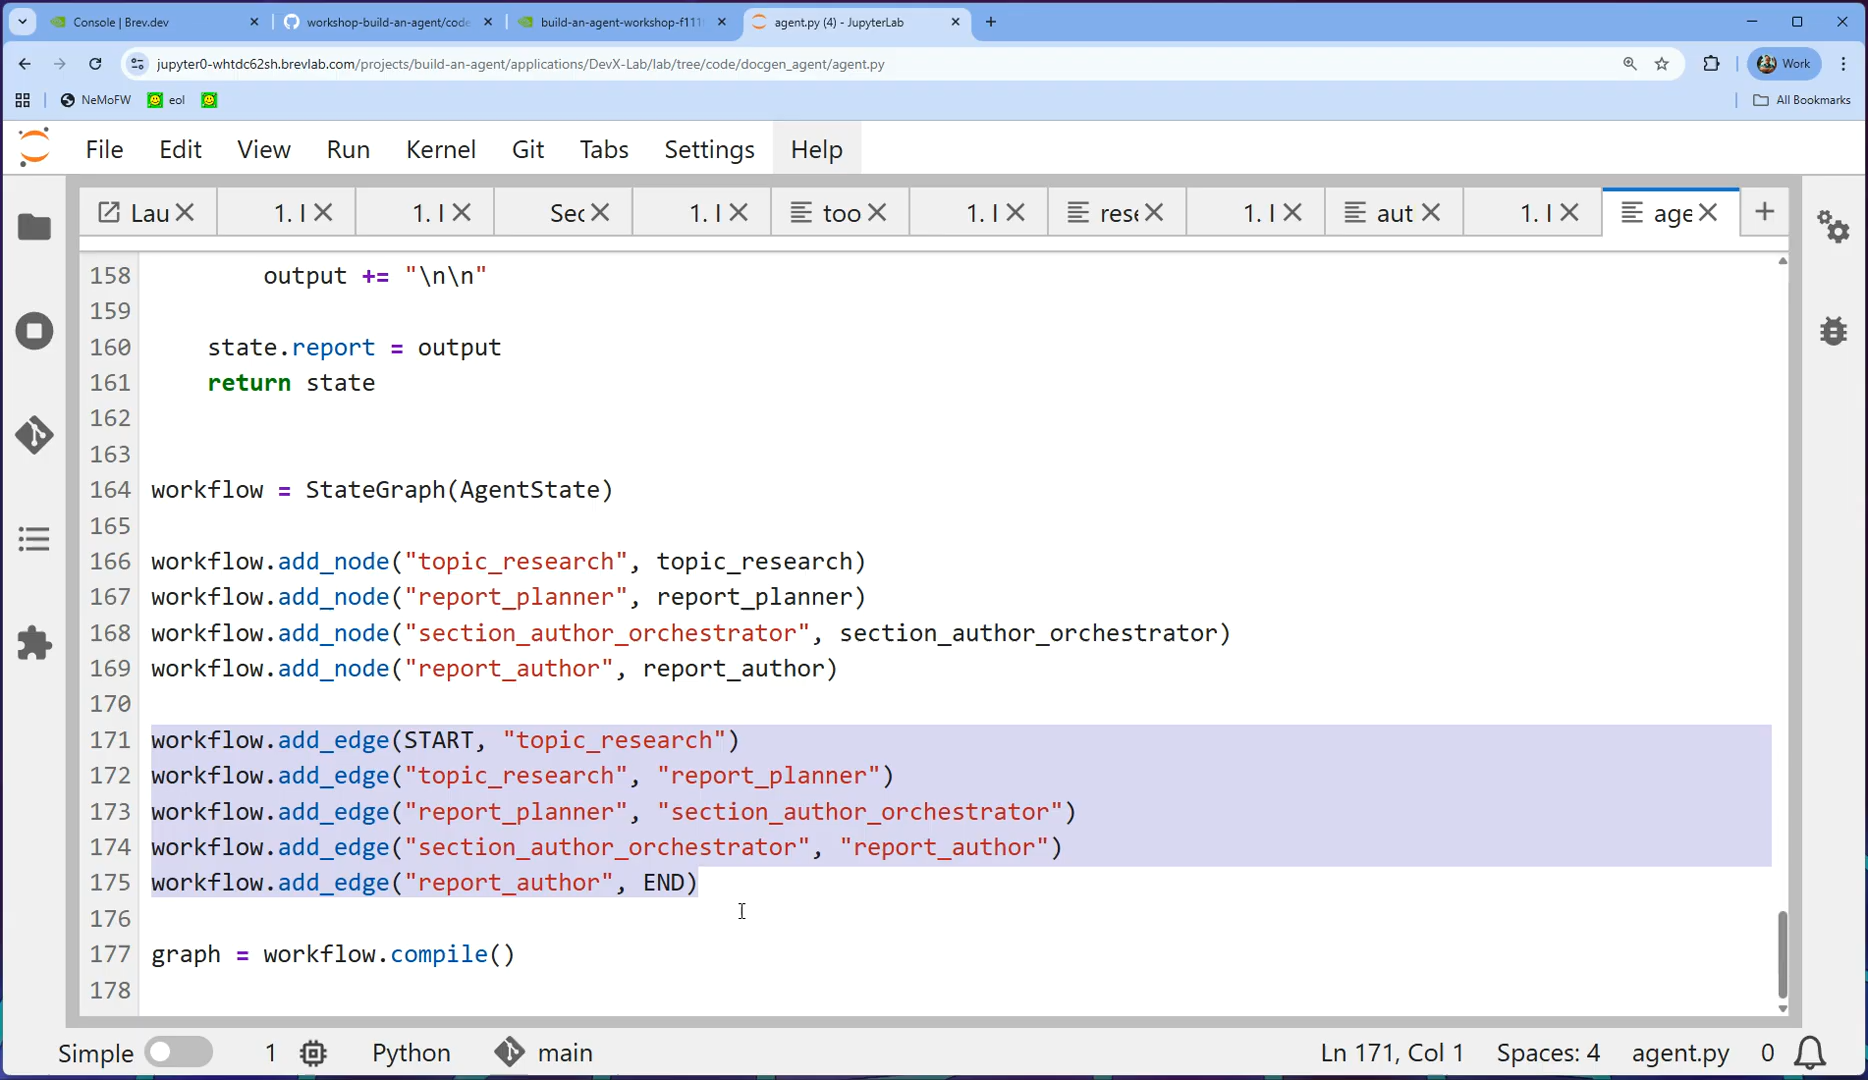 Console | Brev.dev
workshop-build-an-agent/code
build-an-agent-workshop-f111
agent.py (4) - JupyterLab
jupyter0-whtdc62sh.brevlab.com/projects/build-an-agent/applications/DevX-Lab/lab/tree/code/docgen_agent/agent.py
Work
NeMoFW
eol
All Bookmarks
File Edit View Run Kernel Git Tabs Settings Help
Lau
1. I
1. I
Sec
1. I
too
1. I
rese
1. I
aut
1. I
age
158 output += "\n\n"
159
160 state.report = output
161 return state
162
163
164 workflow = StateGraph(AgentState)
165
166 workflow.add_node("topic_research", topic_research)
167 workflow.add_node("report_planner", report_planner)
168 workflow.add_node("section_author_orchestrator", section_author_orchestrator)
169 workflow.add_node("report_author", report_author)
170
171 workflow.add_edge(START, "topic_research")
172 workflow.add_edge("topic_research", "report_planner")
173 workflow.add_edge("report_planner", "section_author_orchestrator")
174 workflow.add_edge("section_author_orchestrator", "report_author")
175 workflow.add_edge("report_author", END)
176
177 graph = workflow.compile()
178
Simple 1 Python main Ln 171, Col 1 Spaces: 4 agent.py 0